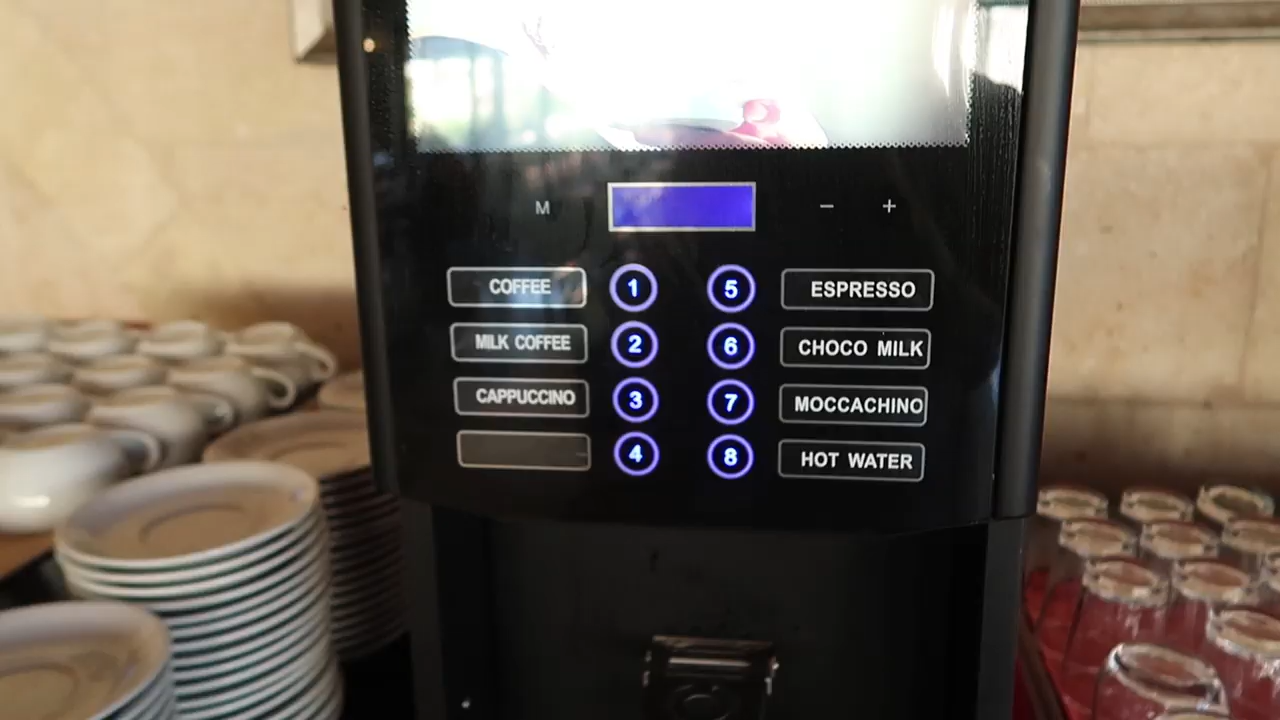 M - +
COFFEE 1 5 ESPRESSO
MILK COFFEE 2 6 CHOCO MILK
CAPPUCCINO 3 7 MOCCACHINO
4 8 HOT WATER